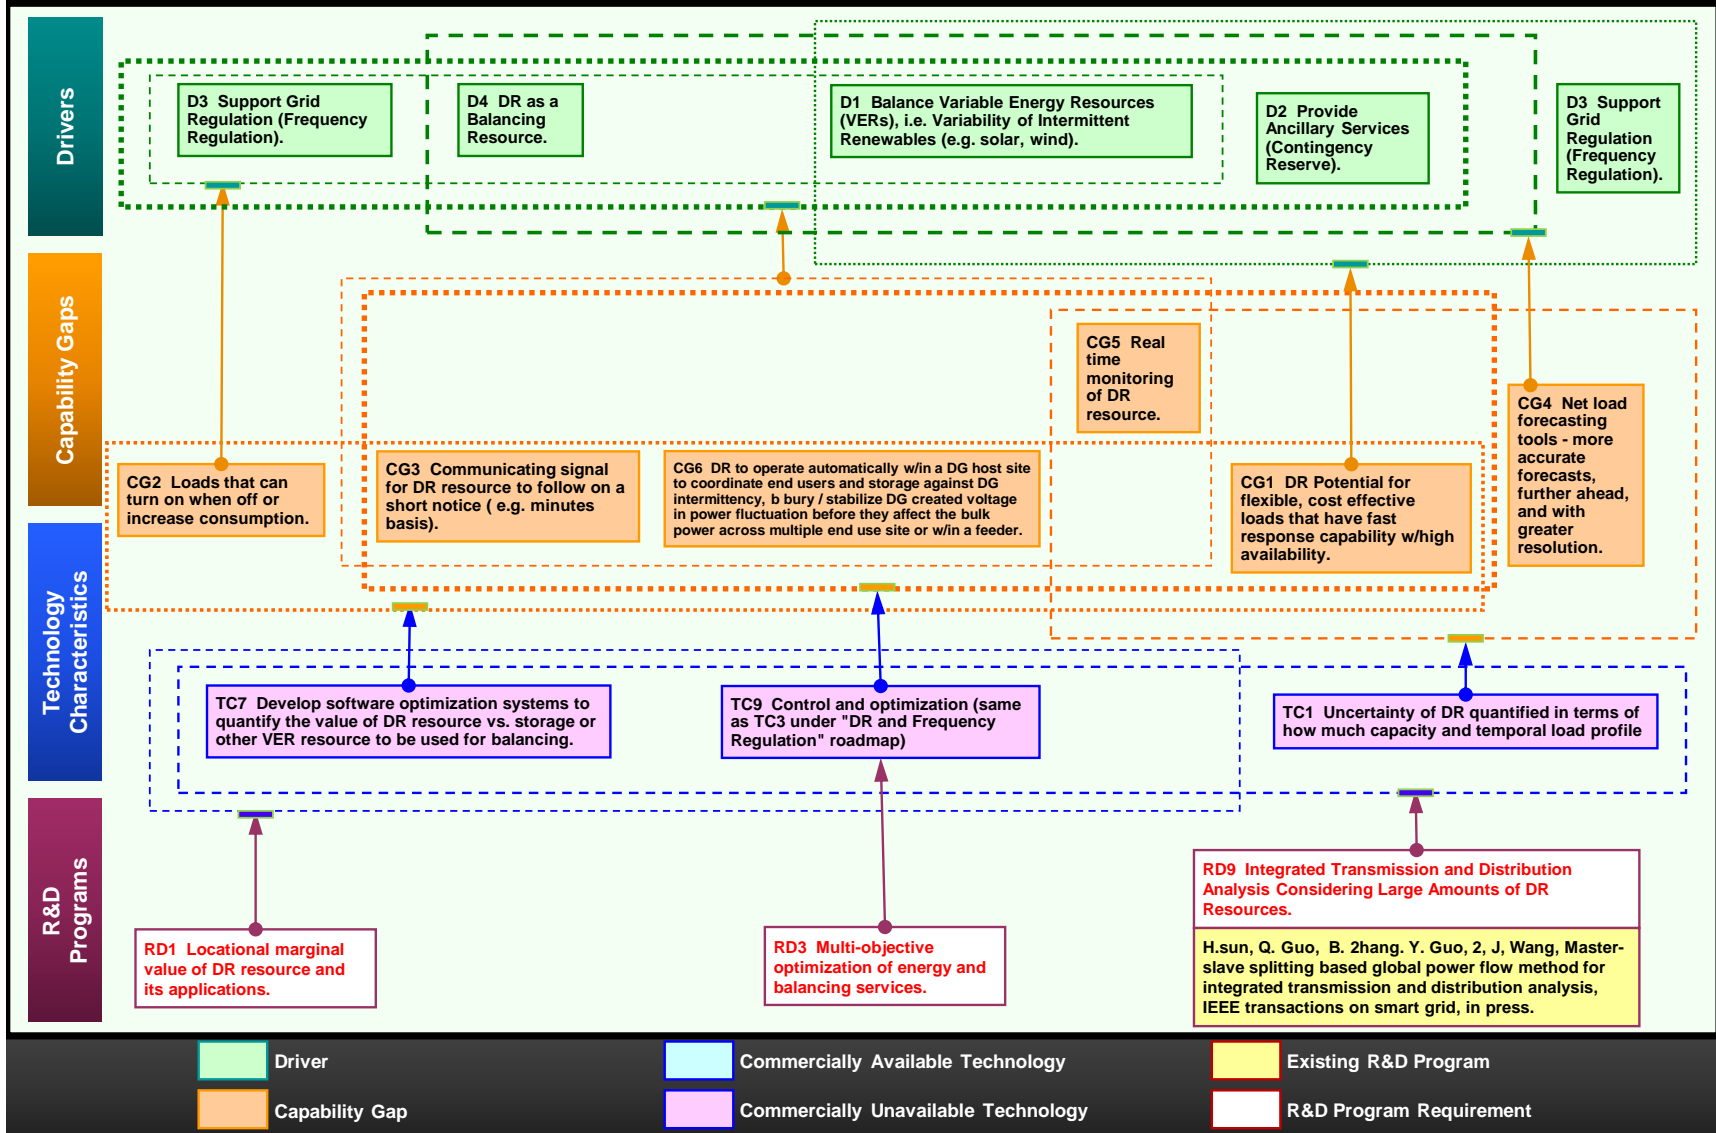 Drivers
D3 Support Grid
Regulation (Frequency
Regulation).
D4 DR as a
Balancing
Resource.
D1 Balance Variable Energy Resources
(VERs), i.e. Variability of Intermittent
Renewables (e.g. solar, wind).
D2 Provide
Ancillary Services
(Contingency
Reserve).
D3 Support
Grid
Regulation
(Frequency
Regulation).
Capability Gaps
CG5 Real
time
monitoring
of DR
resource.
CG2 Loads that can
turn on when off or
increase consumption.
CG3 Communicating signal
for DR resource to follow on a
short notice ( e.g. minutes
basis).
CG6 DR to operate automatically w/in a DG host site
to coordinate end users and storage against DG
intermittency, b bury / stabilize DG created voltage
in power fluctuation before they affect the bulk
power across multiple end use site or w/in a feeder.
CG1 DR Potential for
flexible, cost effective
loads that have fast
response capability w/high
availability.
CG4 Net load
forecasting
tools - more
accurate
forecasts,
further ahead,
and with
greater
resolution.
Technology
Characteristics
TC7 Develop software optimization systems to
quantify the value of DR resource vs. storage or
other VER resource to be used for balancing.
TC9 Control and optimization (same
as TC3 under "DR and Frequency
Regulation" roadmap)
TC1 Uncertainty of DR quantified in terms of
how much capacity and temporal load profile
R&D
Programs
RD1 Locational marginal
value of DR resource and
its applications.
RD3 Multi-objective
optimization of energy and
balancing services.
RD9 Integrated Transmission and Distribution
Analysis Considering Large Amounts of DR
Resources.
H.sun, Q. Guo, B. 2hang. Y. Guo, 2, J, Wang, Master-
slave splitting based global power flow method for
integrated transmission and distribution analysis,
IEEE transactions on smart grid, in press.
Driver
Commercially Available Technology
Existing R&D Program
Capability Gap
Commercially Unavailable Technology
R&D Program Requirement